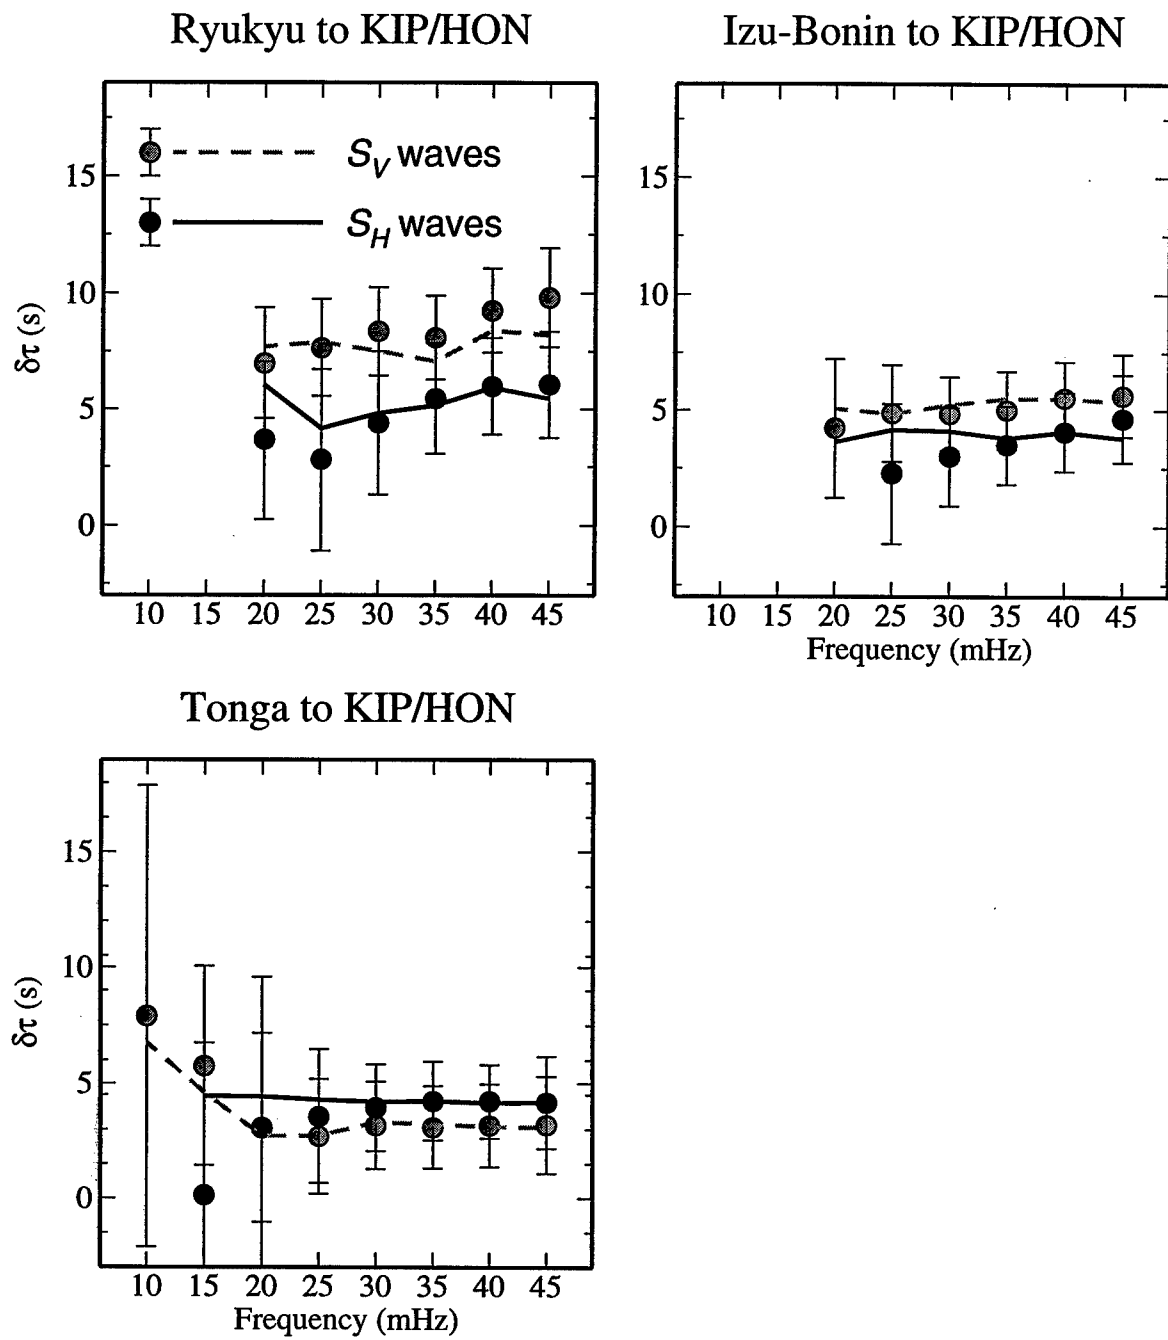 Ryukyu to KIP/HON
Izu-Bonin to KIP/HON
S_V waves
S_H waves
15
10
5
0
δτ (s)
10 15 20 25 30 35 40 45
15
10
5
0
10 15 20 25 30 35 40 45
Frequency (mHz)
Tonga to KIP/HON
15
10
5
0
δτ (s)
10 15 20 25 30 35 40 45
Frequency (mHz)